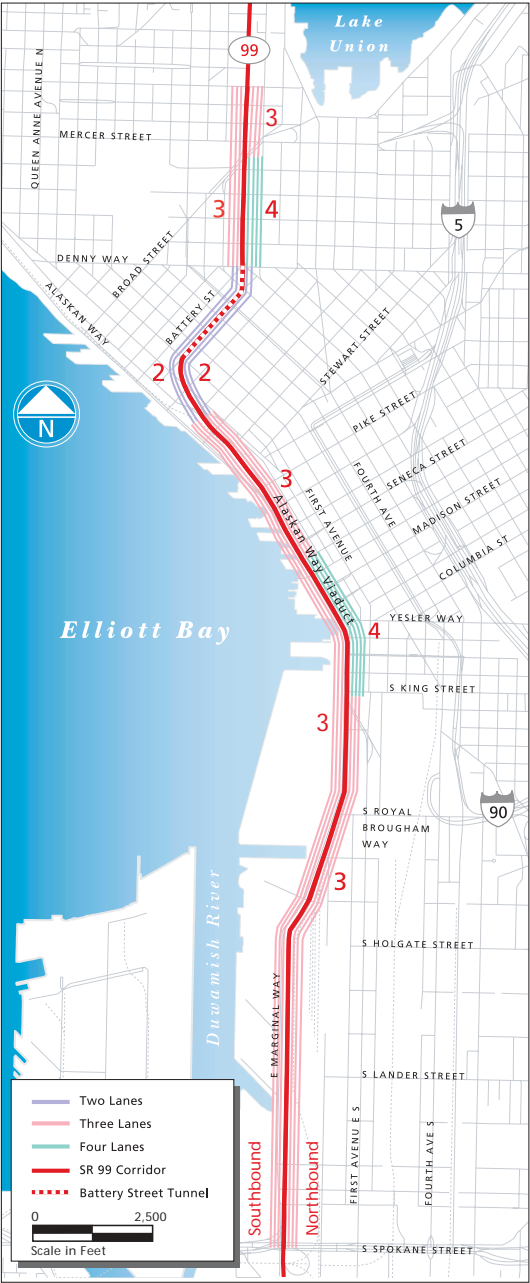 Lake
Union
99
QUEEN ANNE AVENUE N
3
MERCER STREET
3
4
5
DENNY WAY
BROAD STREET
ALASKAN WAY
BATTERY ST
STEWART STREET
2
2
N
PIKE STREET
SENECA STREET
3
FIRST AVENUE
FOURTH AVE
MADISON STREET
Alaskan Way Viaduct
COLUMBIA ST
Elliott Bay
YESLER WAY
4
S KING STREET
3
S ROYAL
BROUGHAM
WAY
90
3
Duwamish River
S HOLGATE STREET
E MARGINAL WAY
S LANDER STREET
FIRST AVENUE S
FOURTH AVE S
Two Lanes
Three Lanes
Four Lanes
SR 99 Corridor
Battery Street Tunnel
0 2,500
Scale in Feet
Southbound
Northbound
S SPOKANE STREET